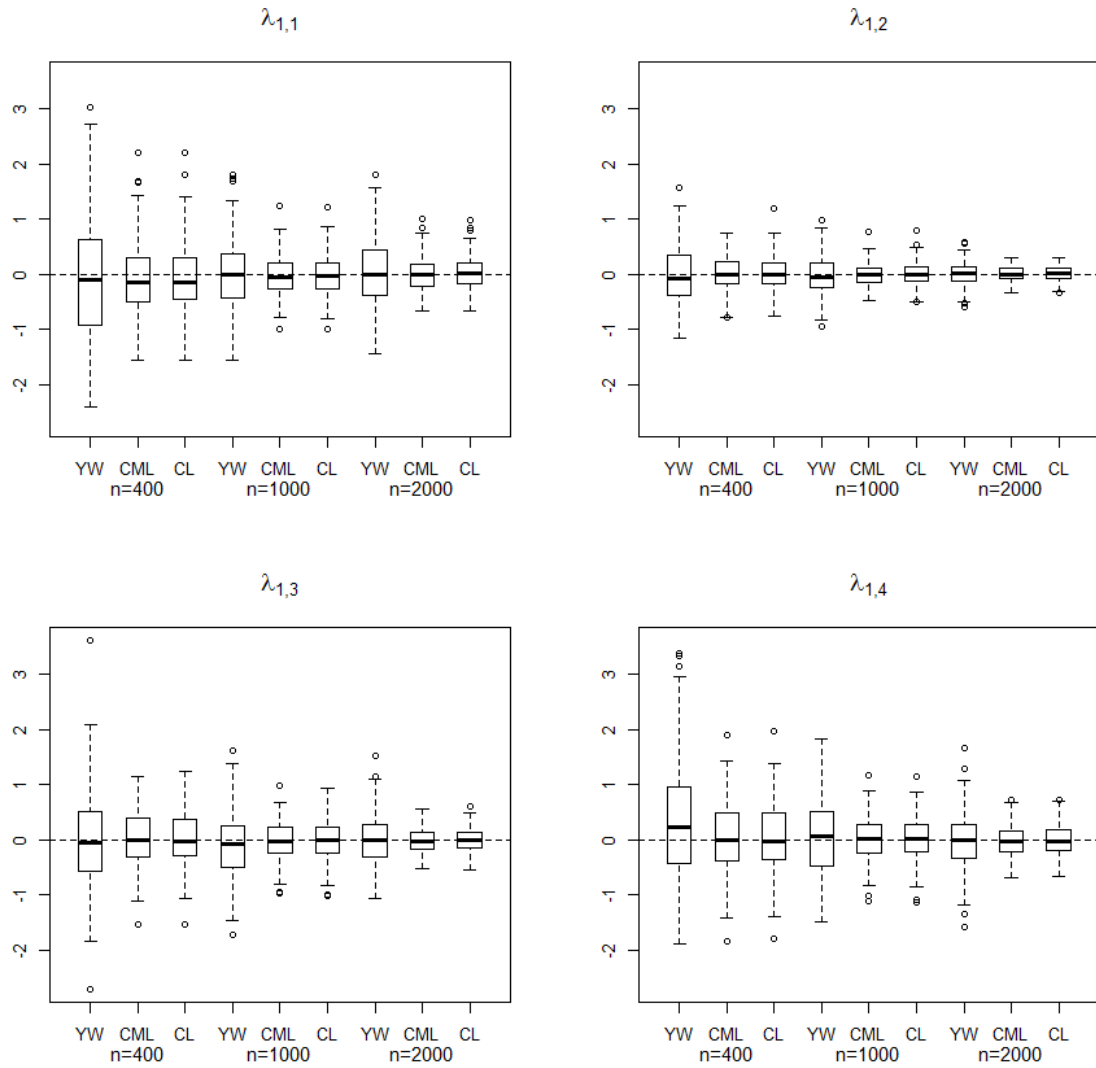 λ1,1
3
2
1
0
-1
-2
YW CML CL YW CML CL YW CML CL
n=400 n=1000 n=2000
λ1,2
3
2
1
0
-1
-2
YW CML CL YW CML CL YW CML CL
n=400 n=1000 n=2000
λ1,3
3
2
1
0
-1
-2
YW CML CL YW CML CL YW CML CL
n=400 n=1000 n=2000
λ1,4
3
2
1
0
-1
-2
YW CML CL YW CML CL YW CML CL
n=400 n=1000 n=2000